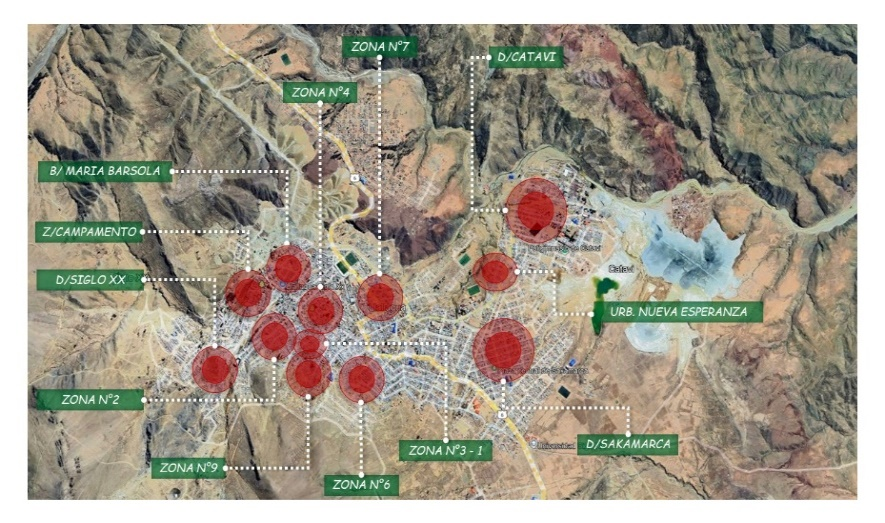 ZONA N°7
D/CATAVI
ZONA N°4
B/ MARIA BARSOLA
Z/CAMPAMENTO
D/SIGLO XX
Catavi
URB. NUEVA ESPERANZA
ZONA N°2
ZONA N°3 - 1
D/SAKAMARCA
ZONA N°9
ZONA N°6